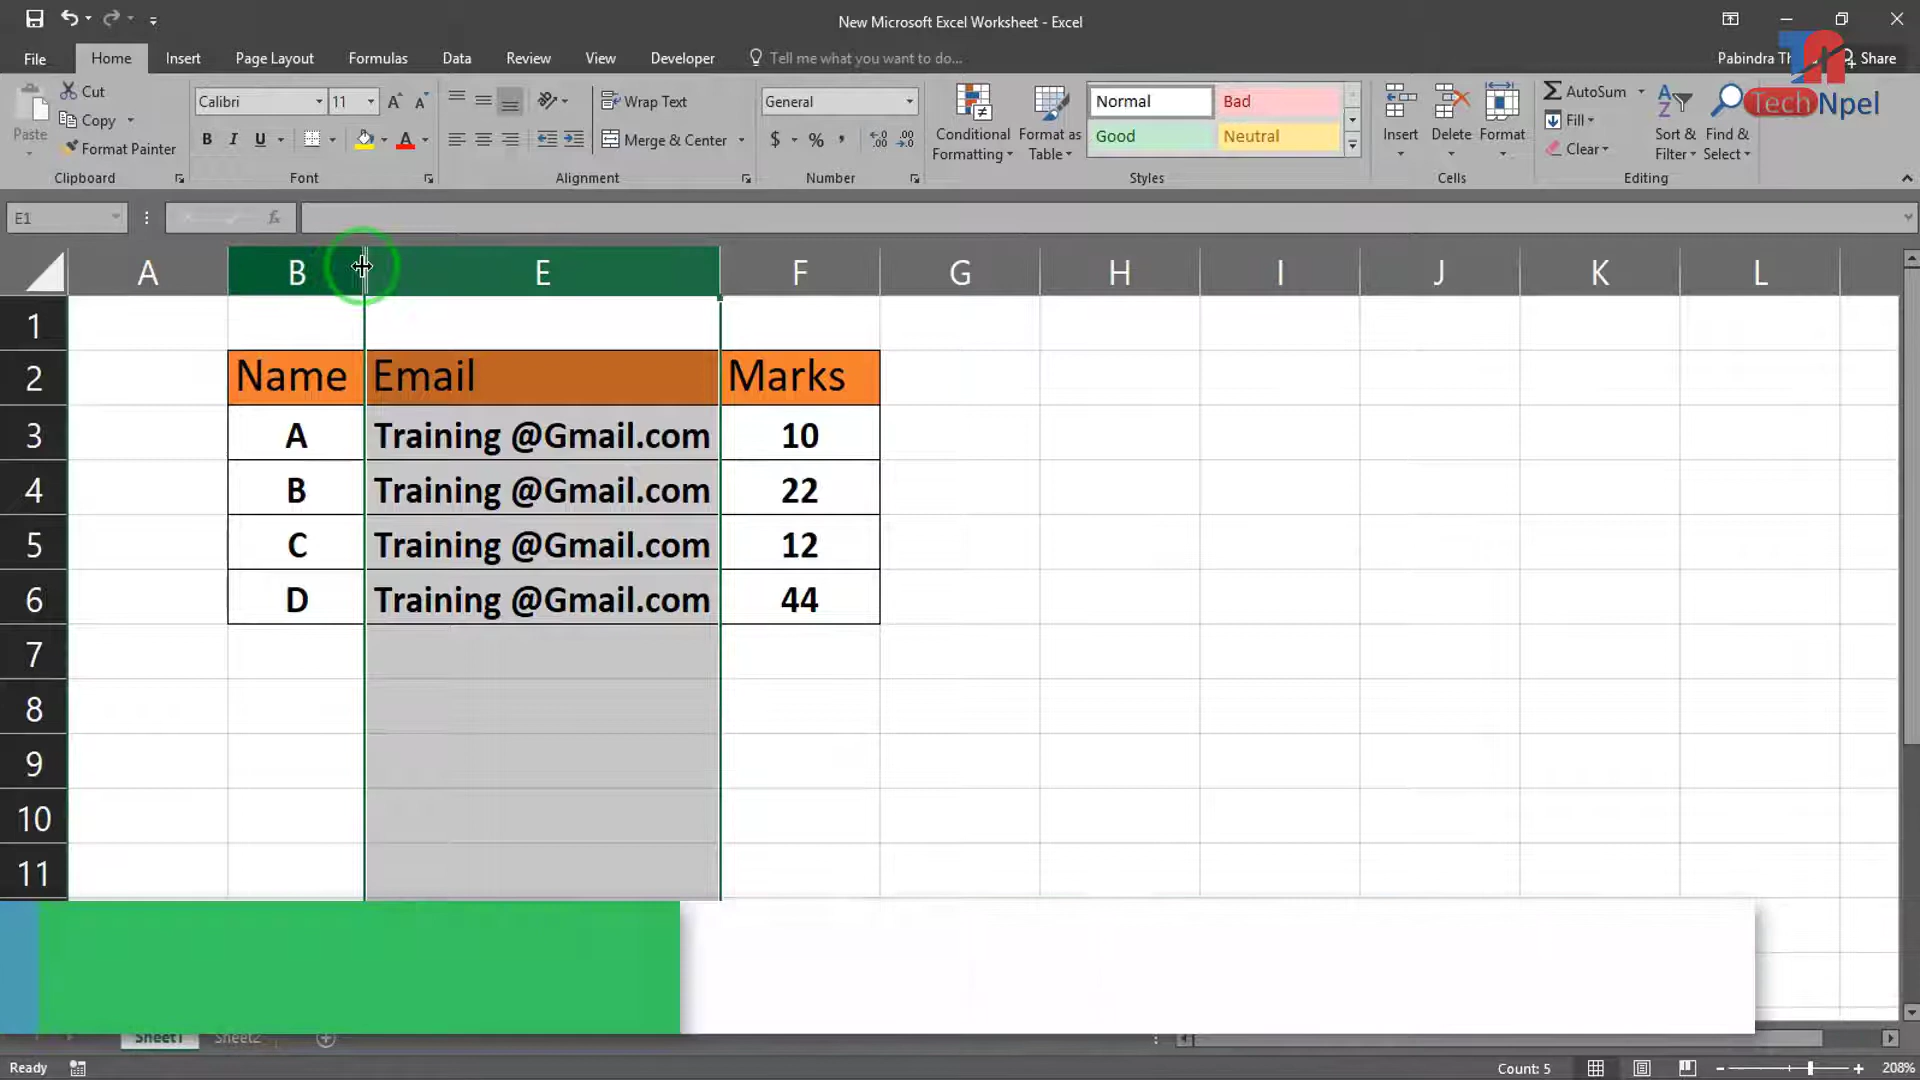 New Microsoft Excel Worksheet - Excel
File Home Insert Page Layout Formulas Data Review View Developer Tell me what you want to do... Pabindra Th Share
Tech Npel
Paste
Cut
Copy
Format Painter
Clipboard
Calibri 11
B I U
Font
Wrap Text
Merge & Center
Alignment
General
$ % ,
Number
Conditional Formatting
Format as Table
Normal Bad
Good Neutral
Styles
Insert Delete Format
Cells
AutoSum
Fill
Clear
Sort & Filter
Find & Select
Editing
E1 fx
A B E F G H I J K L
1
2 Name Email Marks
3 A Training @Gmail.com 10
4 B Training @Gmail.com 22
5 C Training @Gmail.com 12
6 D Training @Gmail.com 44
7
8
9
10
11
Sheet1 Sheet2
Ready Count: 5 208%